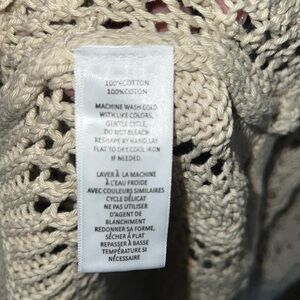 100%COTTON
100%COTON
MACHINE WASH COLD
WITH LIKE COLORS,
GENTLE CYCLE,
DO NOT BLEACH
RESHAPE BY HAND, LAY
FLAT TO DRY, COOL IRON
IF NEEDED.
LAVER À LA MACHINE
À L'EAU FROIDE
AVEC COULEURS SIMILAIRES
CYCLE DÉLICAT
NE PAS UTILISER
D'AGENT DE
BLANCHIMENT
REDONNER SA FORME,
SÉCHER À PLAT
REPASSER À BASSE
TEMPÉRATURE SI
NÉCESSAIRE